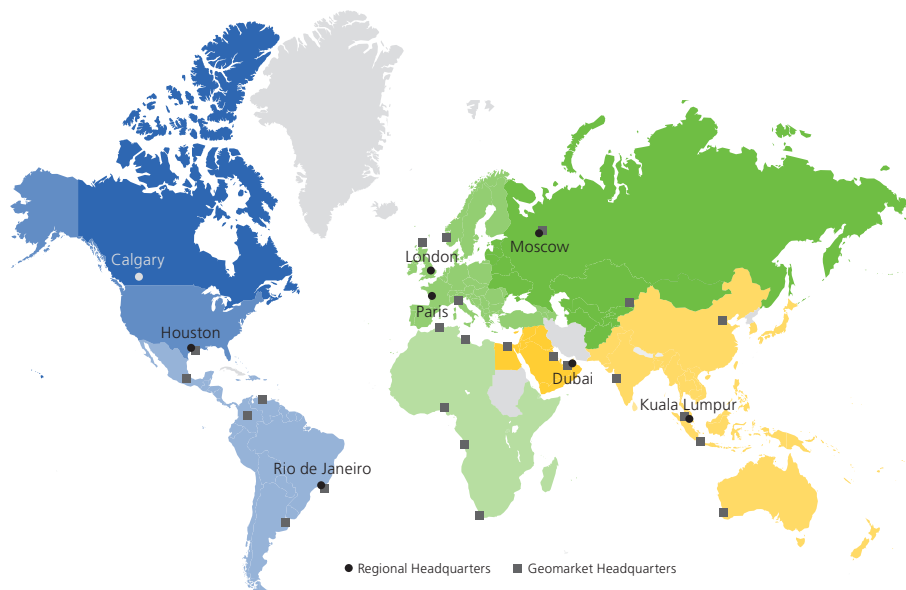 Moscow
London
Calgary
Paris
Houston
Dubai
Kuala Lumpur
Rio de Janeiro
Regional Headquarters
Geomarket Headquarters